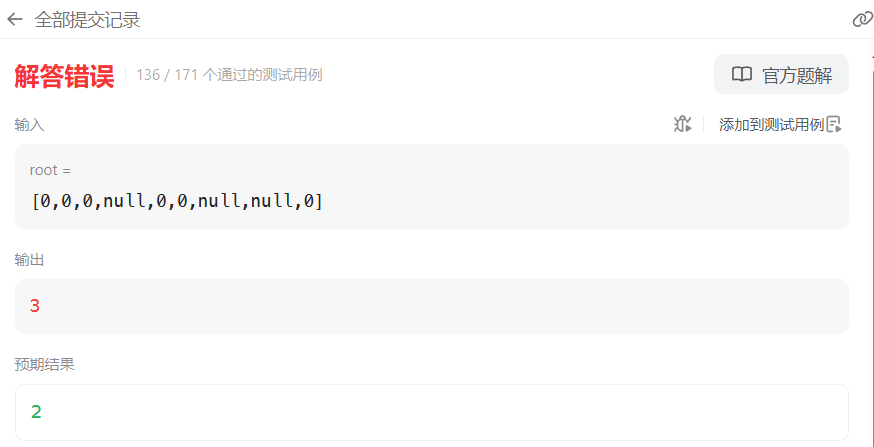 全部提交记录
解答错误 136 / 171 个通过的测试用例 官方题解
输入 添加到测试用例
root =
[0,0,0,null,0,0,null,null,0]
输出
3
预期结果
2